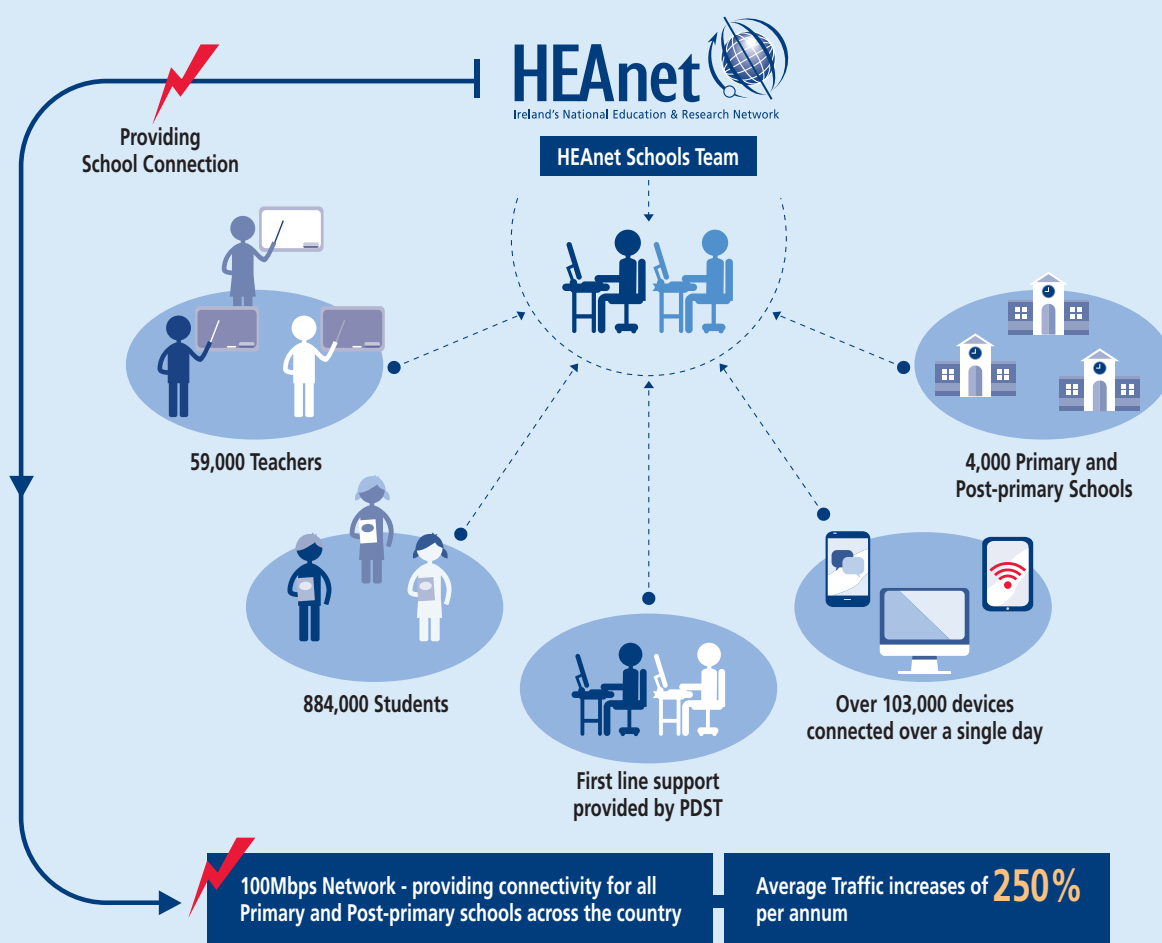 HEAnet
Ireland's National Education & Research Network
HEAnet Schools Team
Providing
School Connection
59,000 Teachers
4,000 Primary and
Post-primary Schools
884,000 Students
Over 103,000 devices
connected over a single day
First line support
provided by PDST
100Mbps Network - providing connectivity for all
Primary and Post-primary schools across the country
Average Traffic increases of 250%
per annum